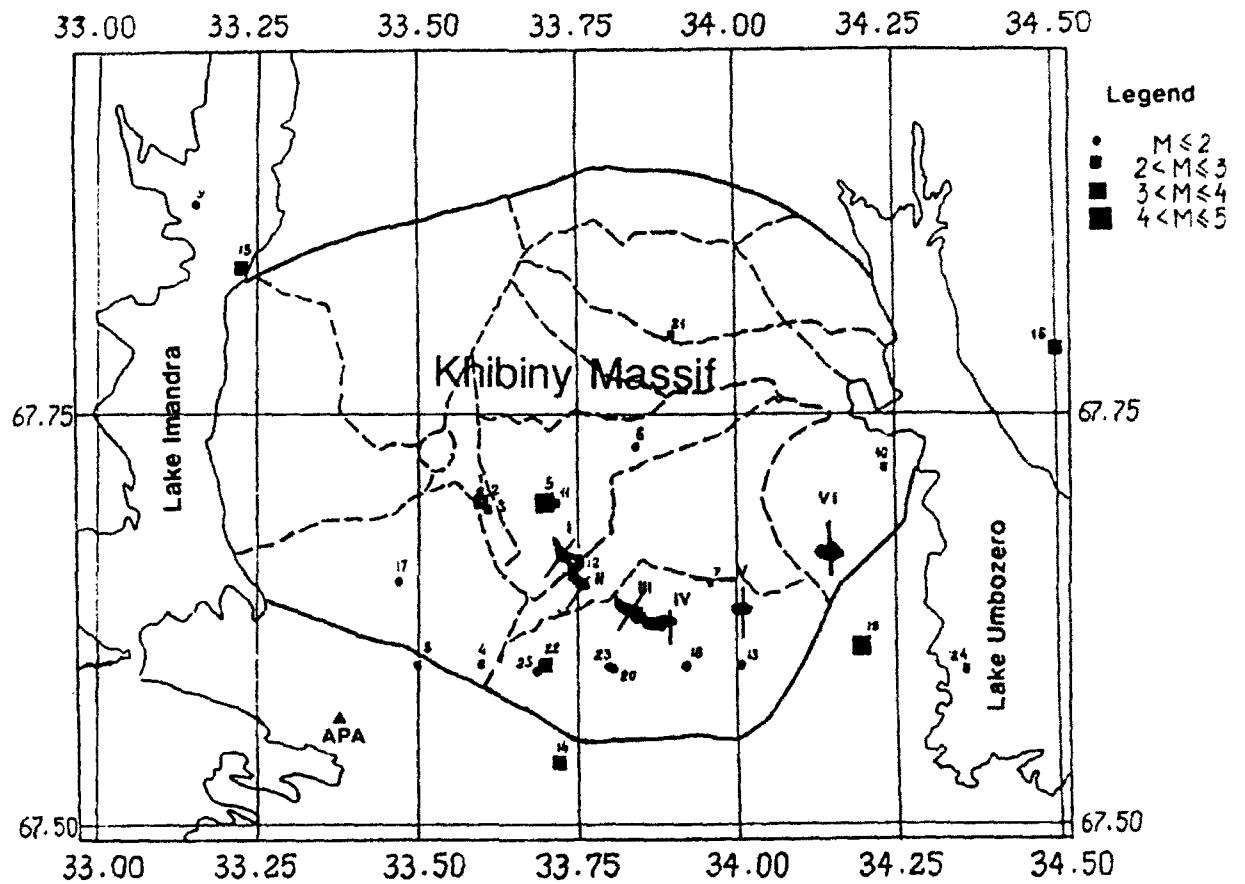 33.00 33.25 33.50 33.75 34.00 34.25 34.50
Legend
M ≤ 2
2 < M ≤ 3
3 < M ≤ 4
4 < M ≤ 5
15
21
16
Khibiny Massif
67.75 67.75
6
10
Lake Imandra
2
3
5
11
VI
I
12
II
17
7
V
III
IV
19
8
4
25
22
23
20
18
13
24
Lake Umbozero
APA
14
67.50 67.50
33.00 33.25 33.50 33.75 34.00 34.25 34.50